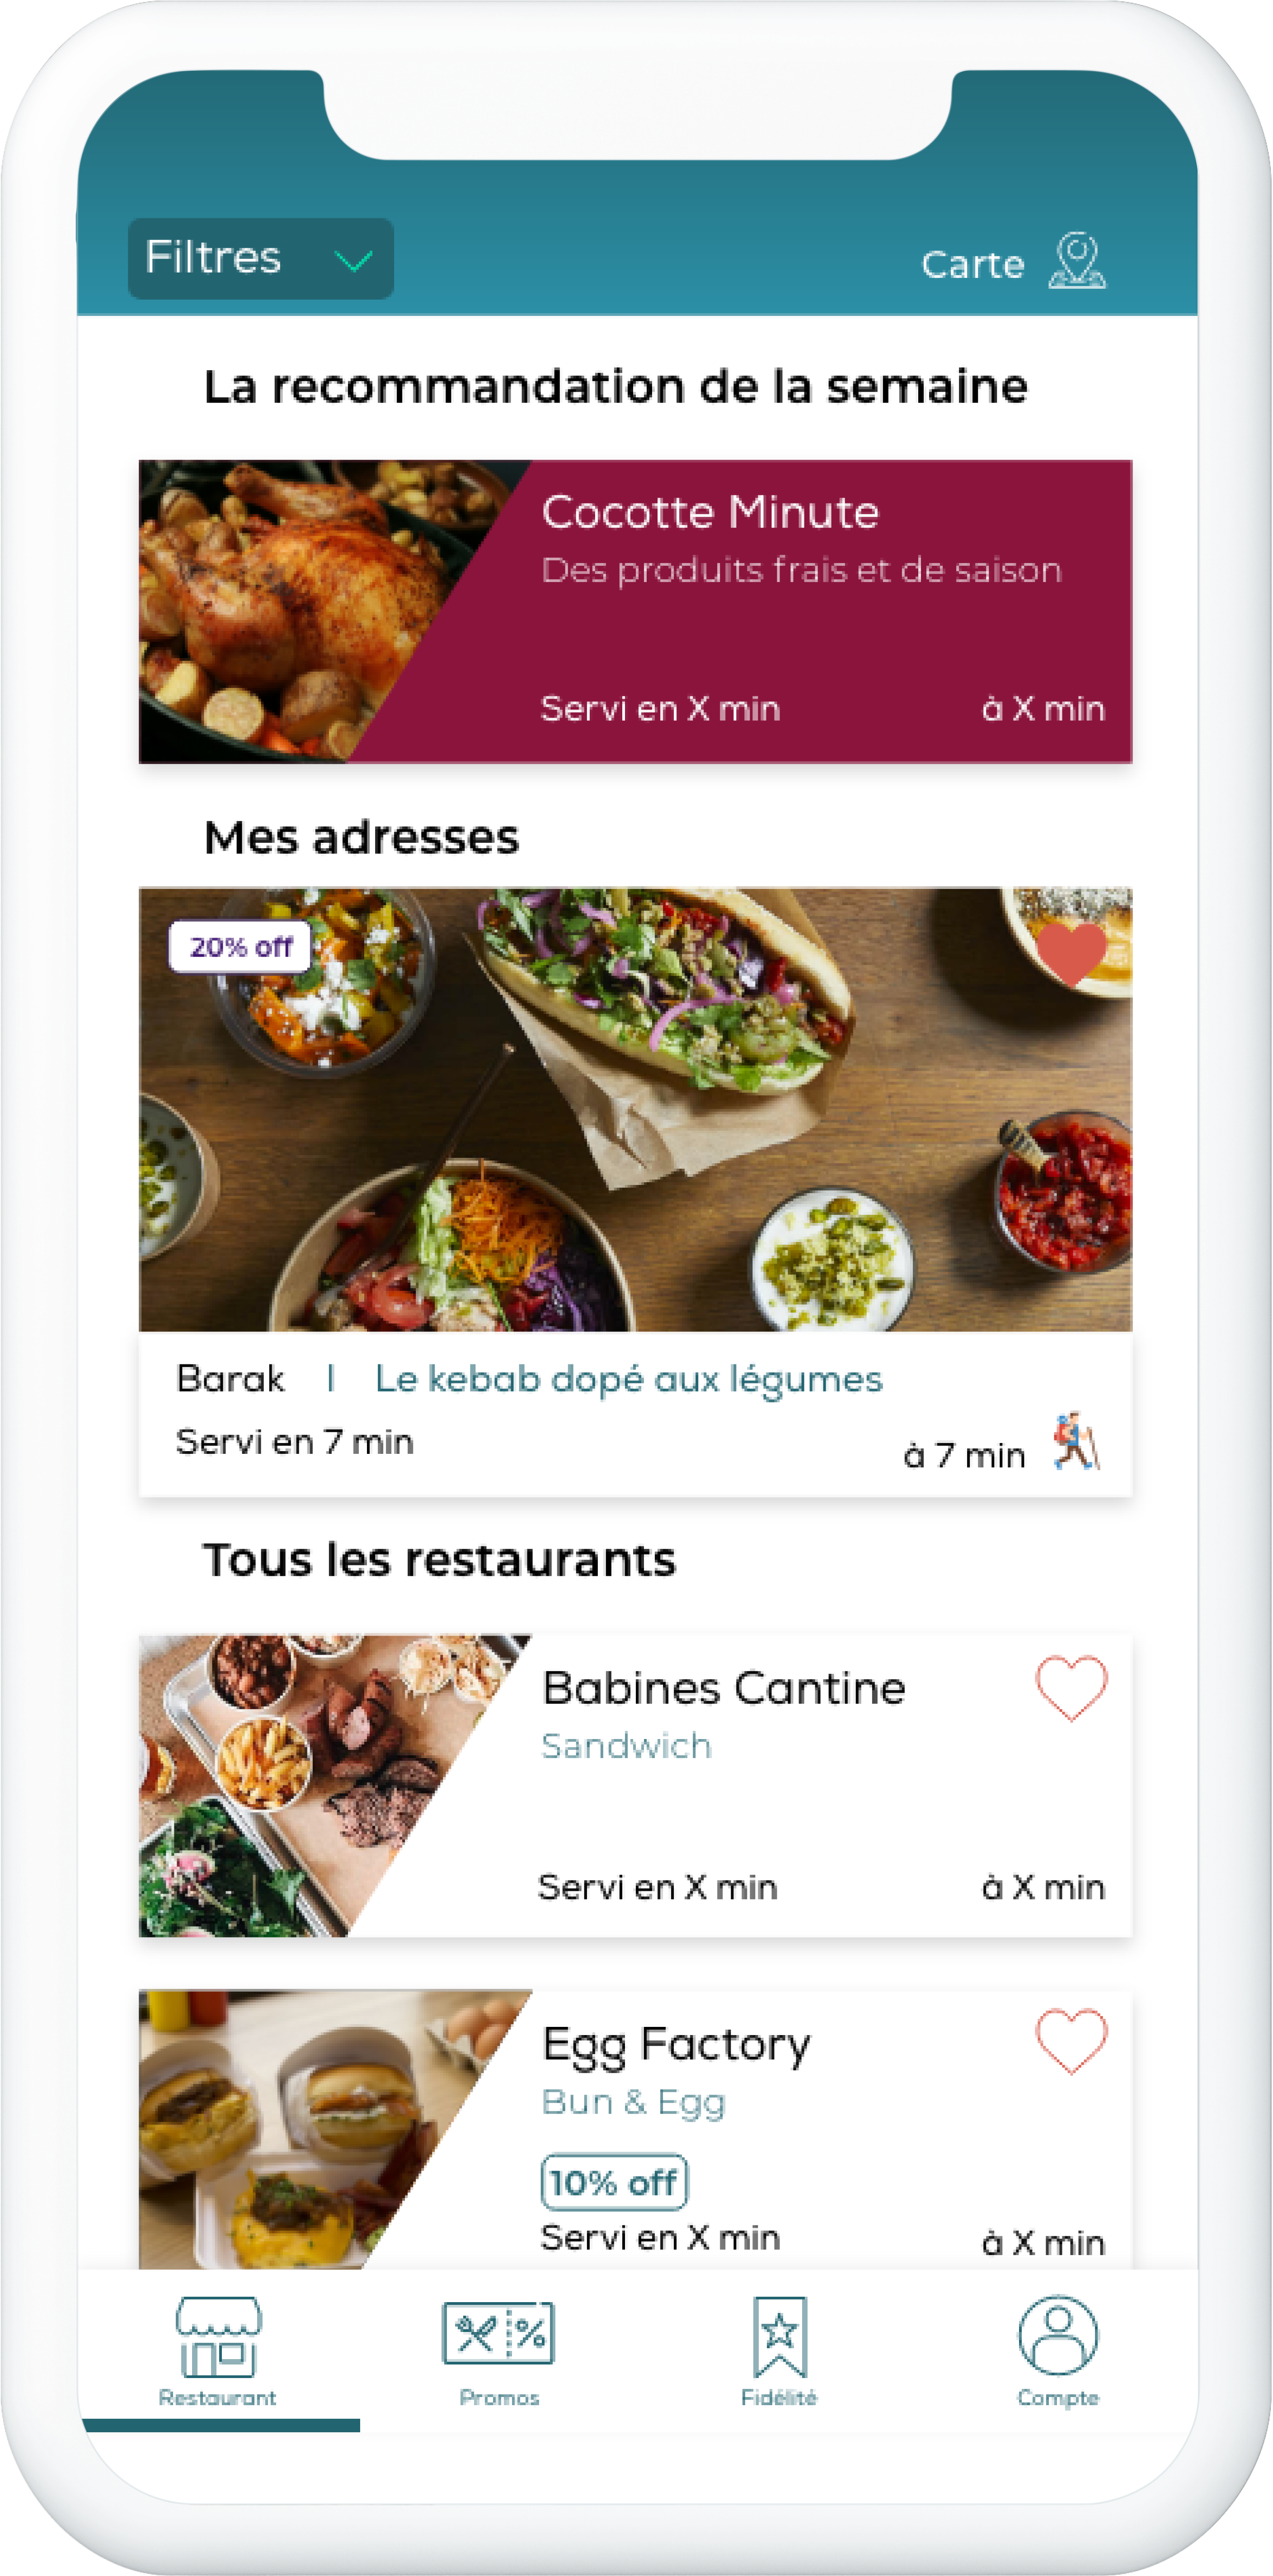 Filtres
Carte
La recommandation de la semaine
Cocotte Minute
Des produits frais et de saison
Servi en X min
à X min
Mes adresses
20% off
Barak | Le kebab dopé aux légumes
Servi en 7 min
à 7 min
Tous les restaurants
Babines Cantine
Sandwich
Servi en X min
à X min
Egg Factory
Bun & Egg
10% off
Servi en X min
à X min
%
Restaurant
Promos
Fidélité
Compte